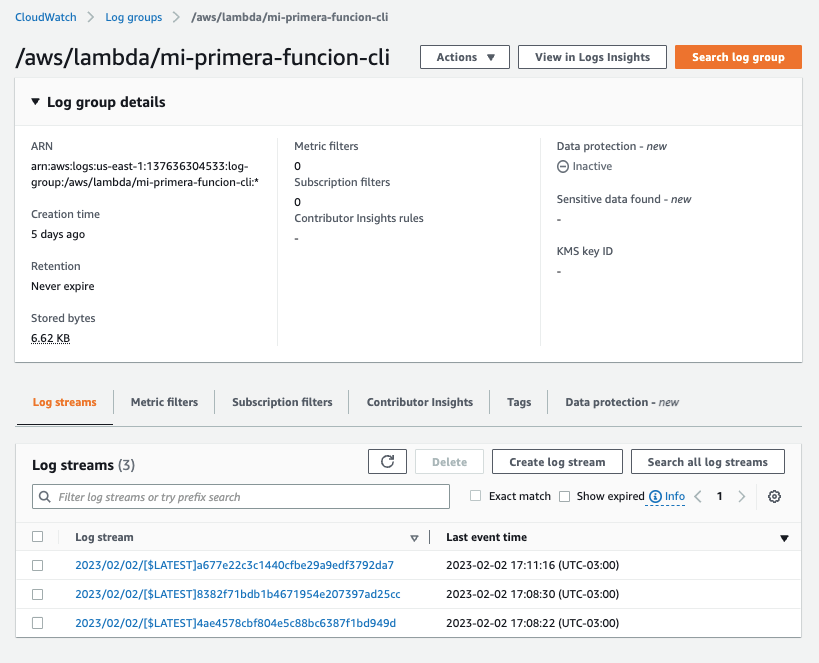 CloudWatch > Log groups > /aws/lambda/mi-primera-funcion-cli
/aws/lambda/mi-primera-funcion-cli
Actions ▼
View in Logs Insights
Search log group
▼ Log group details
ARN
arn:aws:logs:us-east-1:137636304533:log-
group:/aws/lambda/mi-primera-funcion-cli:*
Creation time
5 days ago
Retention
Never expire
Stored bytes
6.62 KB
Metric filters
0
Subscription filters
0
Contributor Insights rules
-
Data protection - new
Inactive
Sensitive data found - new
-
KMS key ID
-
Log streams
Metric filters
Subscription filters
Contributor Insights
Tags
Data protection - new
Log streams (3)
Delete
Create log stream
Search all log streams
Filter log streams or try prefix search
Exact match
Show expired
Info
1
Log stream
Last event time
2023/02/02/[$LATEST]a677e22c3c1440cfbe29a9edf3792da7 2023-02-02 17:11:16 (UTC-03:00)
2023/02/02/[$LATEST]8382f71bdb1b4671954e207397ad25cc 2023-02-02 17:08:30 (UTC-03:00)
2023/02/02/[$LATEST]4ae4578cbf804e5c88bc6387f1bd949d 2023-02-02 17:08:22 (UTC-03:00)